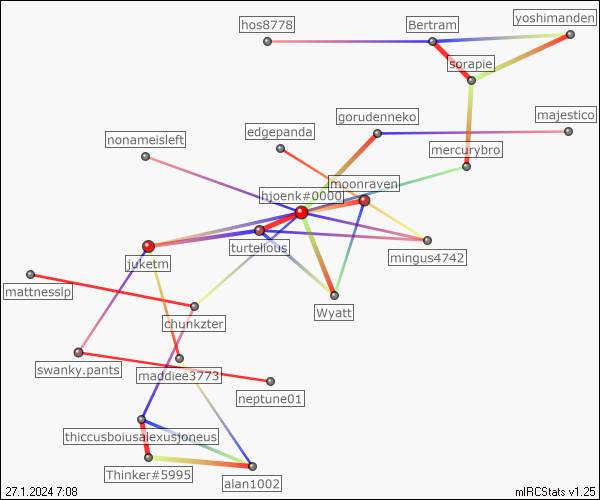 hos8778
Bertram
yoshimanden
sorapie
gorudenneko
majestico
edgepanda
nonameisleft
mercurybro
moonraven
hjoenk#0000
turtellous
mingus4742
juketm
mattnesslp
chunkzter
Wyatt
swanky.pants
maddiee3773
neptune01
thiccusboiusalexusjoneus
Thinker#5995
alan1002
27.1.2024 7:08
mIRCStats v1.25